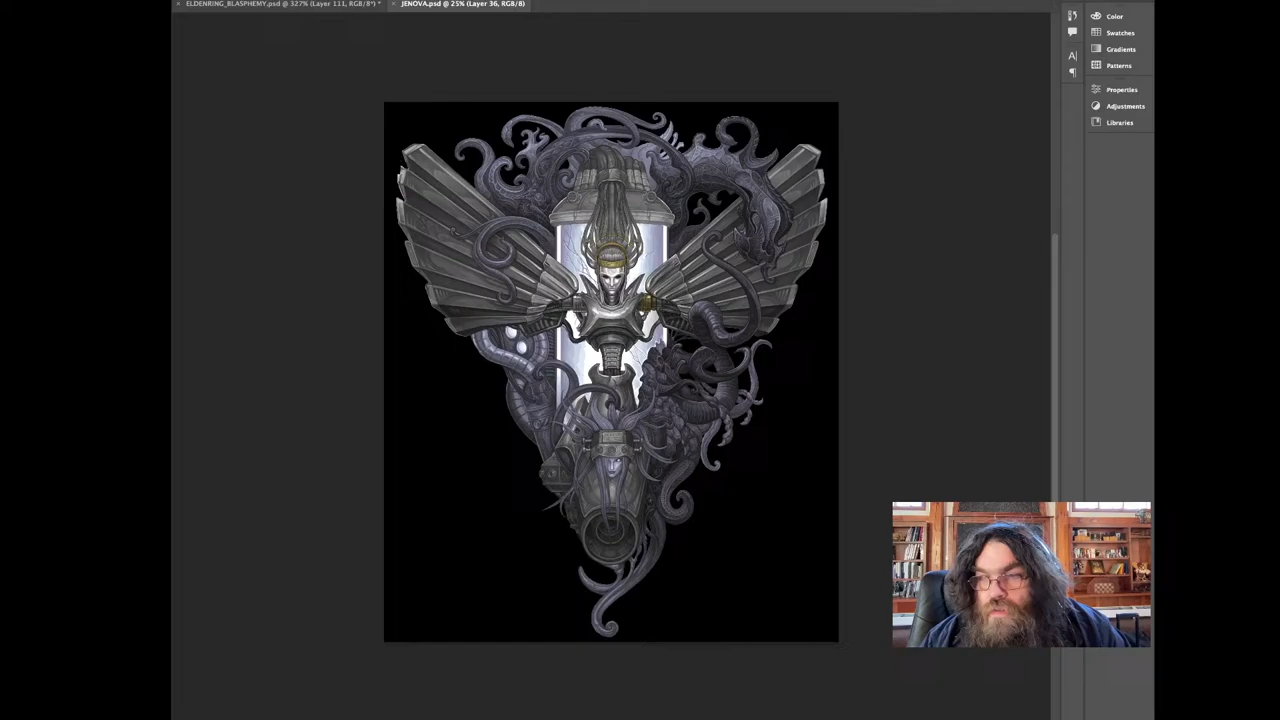 ELDENRING_BLASPHEMY.psd @ 327% (Layer 111, RGB/8*) *
JENOVA.psd @ 25% (Layer 36, RGB/8)
Color
Swatches
Gradients
Patterns
Properties
Adjustments
Libraries